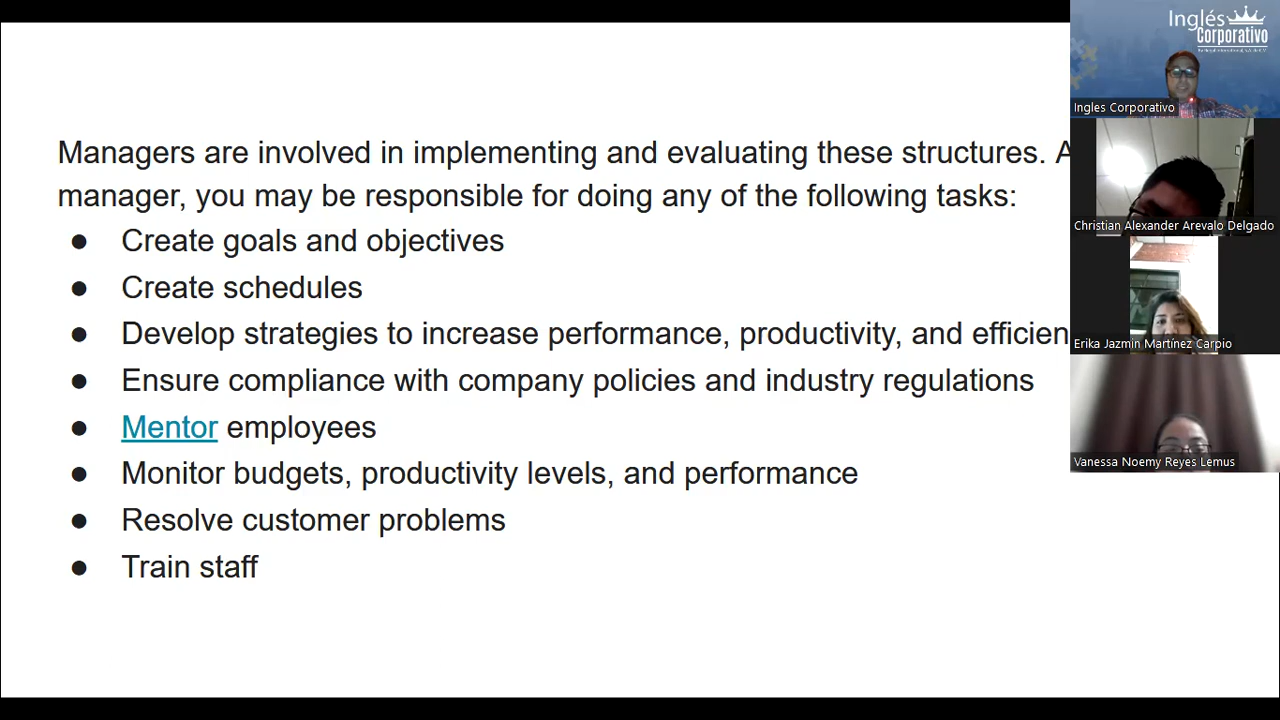 Managers are involved in implementing and evaluating these structures. A
manager, you may be responsible for doing any of the following tasks:
● Create goals and objectives
● Create schedules
● Develop strategies to increase performance, productivity, and efficien
● Ensure compliance with company policies and industry regulations
● Mentor employees
● Monitor budgets, productivity levels, and performance
● Resolve customer problems
● Train staff
Inglés
Corporativo
Ingles Corporativo
Christian Alexander Arevalo Delgado
Erika Jazmin Martínez Carpio
Vanessa Noemy Reyes Lemus